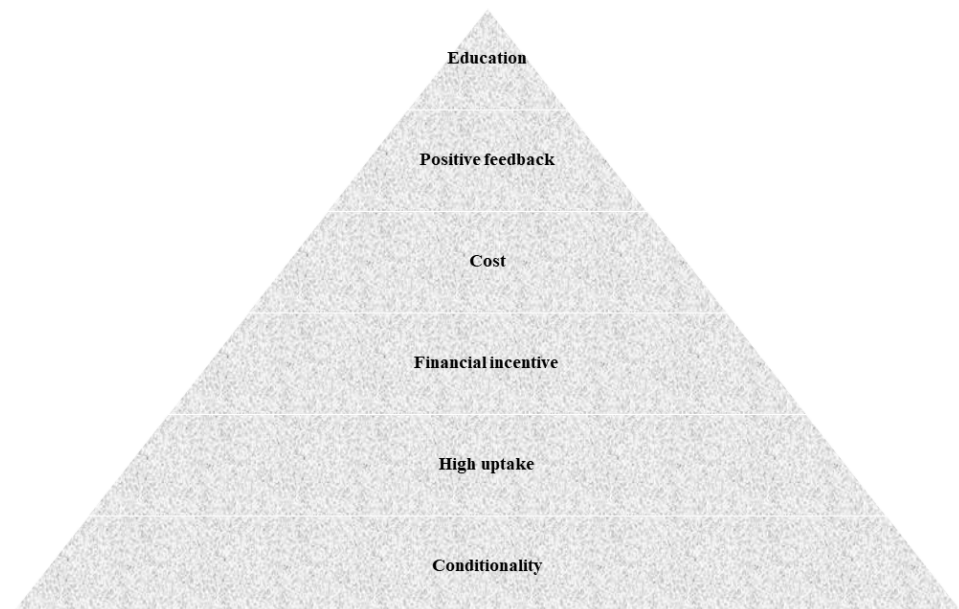 Education
Positive feedback
Cost
Financial incentive
High uptake
Conditionality